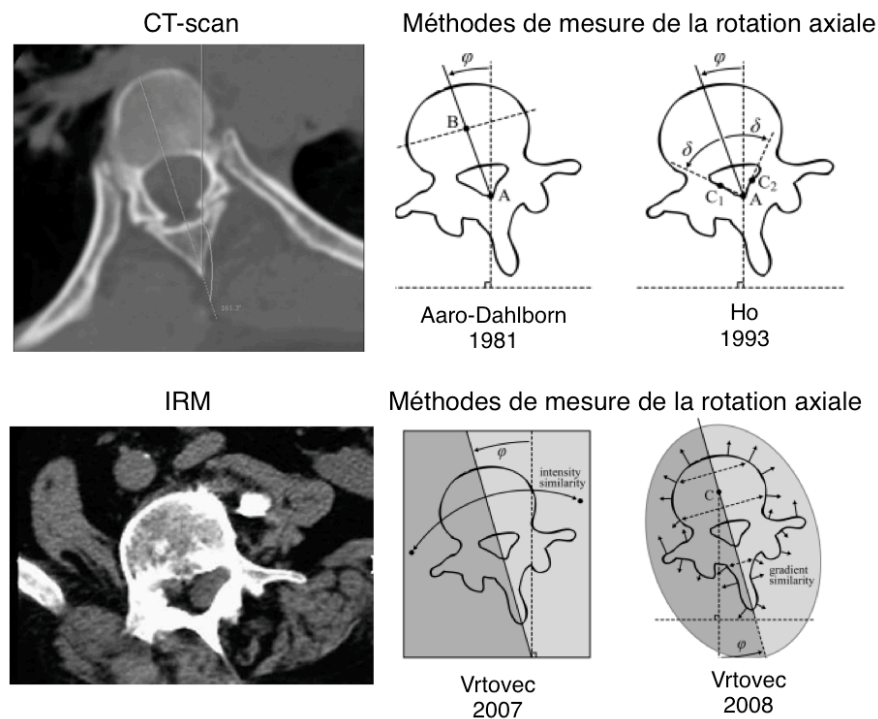 CT-scan
Méthodes de mesure de la rotation axiale
φ
B
A
Aaro-Dahlborn
1981
φ
δ
δ
C1
C2
A
Ho
1993
IRM
Méthodes de mesure de la rotation axiale
φ
intensity
similarity
Vrtovec
2007
C
gradient
similarity
φ
Vrtovec
2008